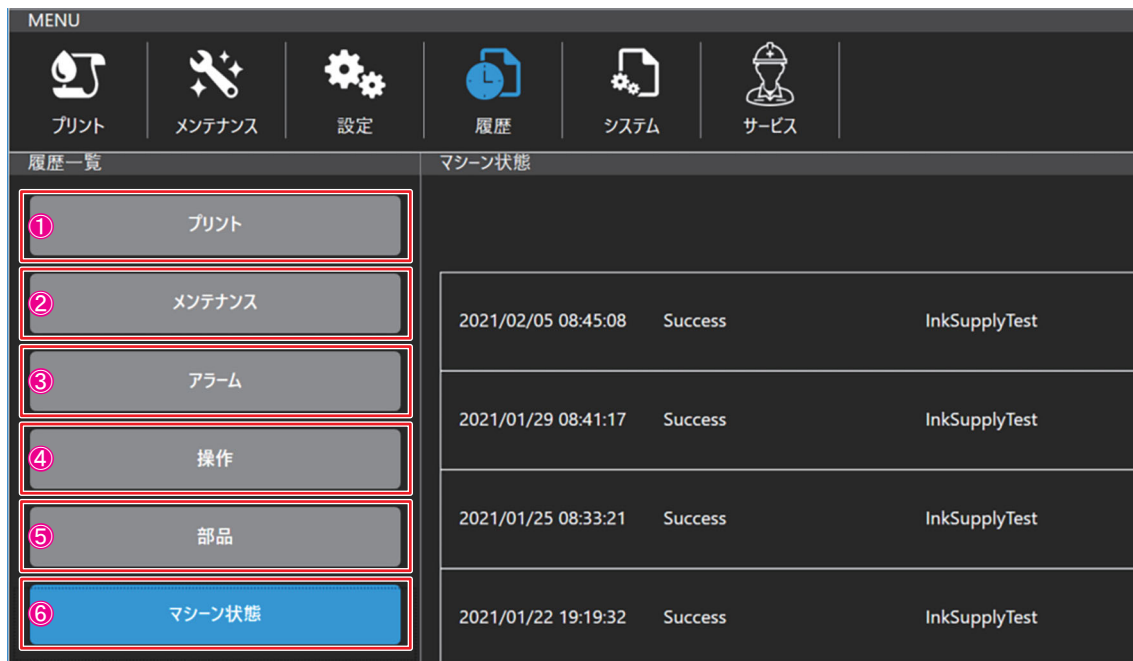 MENU
プリント メンテナンス 設定 履歴 システム サービス
履歴一覧
マシーン状態
① プリント
② メンテナンス
③ アラーム
④ 操作
⑤ 部品
⑥ マシーン状態
2021/02/05 08:45:08 Success InkSupplyTest
2021/01/29 08:41:17 Success InkSupplyTest
2021/01/25 08:33:21 Success InkSupplyTest
2021/01/22 19:19:32 Success InkSupplyTest